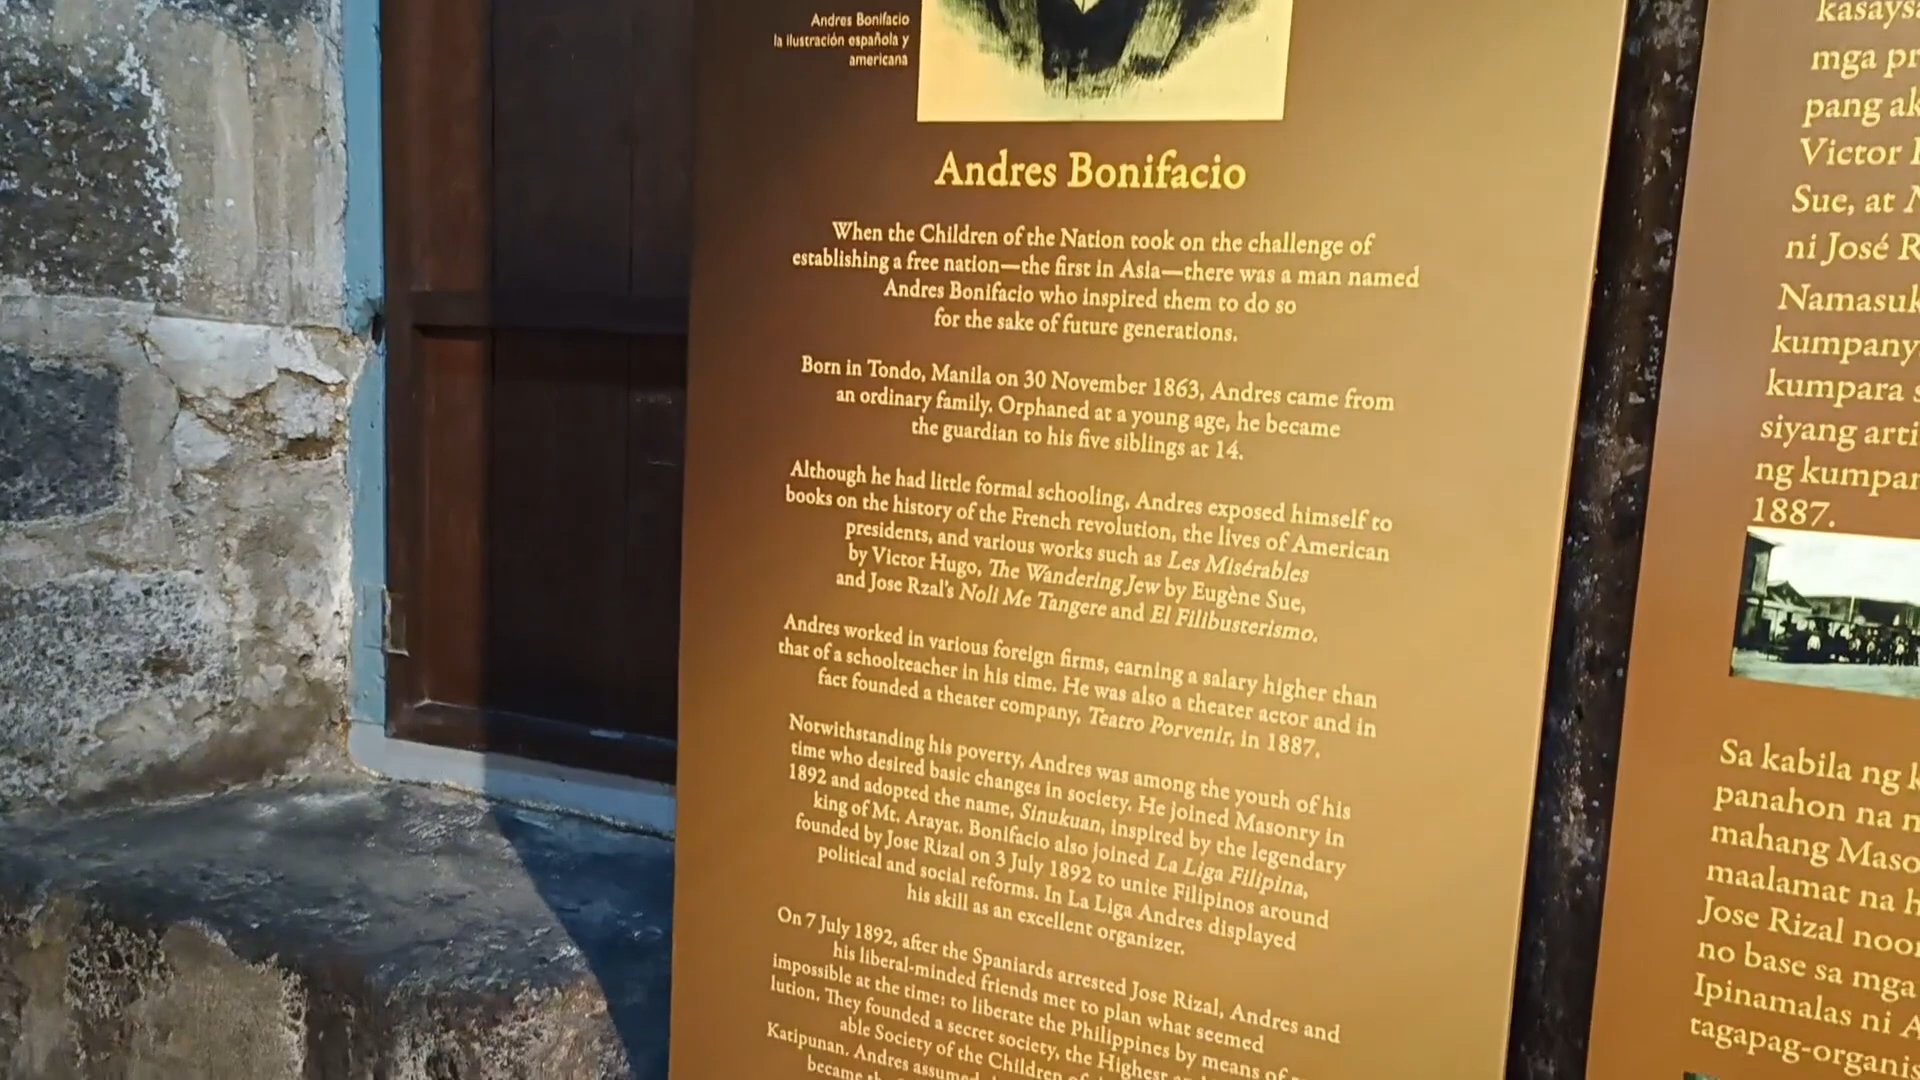 Andres Bonifacio
la ilustración española y
americana
Andres Bonifacio
When the Children of the Nation took on the challenge of
establishing a free nation—the first in Asia—there was a man named
Andres Bonifacio who inspired them to do so
for the sake of future generations.
Born in Tondo, Manila on 30 November 1863, Andres came from
an ordinary family. Orphaned at a young age, he became
the guardian to his five siblings at 14.
Although he had little formal schooling, Andres exposed himself to
books on the history of the French revolution, the lives of American
presidents, and various works such as Les Misérables
by Victor Hugo, The Wandering Jew by Eugène Sue,
and Jose Rzal's Noli Me Tangere and El Filibusterismo.
Andres worked in various foreign firms, earning a salary higher than
that of a schoolteacher in his time. He was also a theater actor and in
fact founded a theater company, Teatro Porvenir, in 1887.
Notwithstanding his poverty, Andres was among the youth of his
time who desired basic changes in society. He joined Masonry in
1892 and adopted the name, Sinukuan, inspired by the legendary
king of Mt. Arayat. Bonifacio also joined La Liga Filipina,
founded by Jose Rizal on 3 July 1892 to unite Filipinos around
political and social reforms. In La Liga Andres displayed
his skill as an excellent organizer.
On 7 July 1892, after the Spaniards arrested Jose Rizal, Andres and
his liberal-minded friends met to plan what seemed
impossible at the time: to liberate the Philippines by means of
lution. They founded a secret society, the Highest
able Society of the Children of
Katipunan. Andres assumed
became
mga
pang
Victor
Sue, at
ni José
kumpara
siyang
ng
1887.
Sa kabila ng
panahon na
mahang
maalamat na
Jose Rizal
no base sa mga
Ipinamalas ni